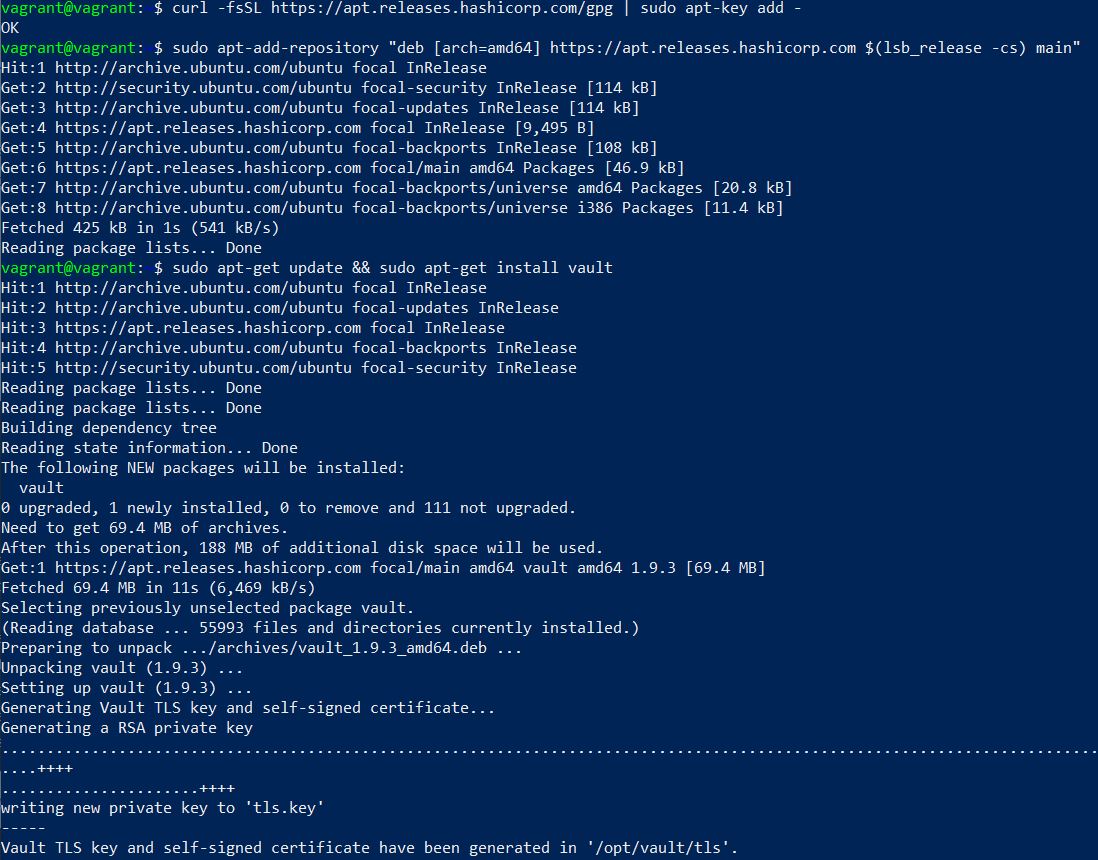 vagrant@vagrant:~$ curl -fsSL https://apt.releases.hashicorp.com/gpg | sudo apt-key add -
OK
vagrant@vagrant:~$ sudo apt-add-repository "deb [arch=amd64] https://apt.releases.hashicorp.com $(lsb_release -cs) main"
Hit:1 http://archive.ubuntu.com/ubuntu focal InRelease
Get:2 http://security.ubuntu.com/ubuntu focal-security InRelease [114 kB]
Get:3 http://archive.ubuntu.com/ubuntu focal-updates InRelease [114 kB]
Get:4 https://apt.releases.hashicorp.com focal InRelease [9,495 B]
Get:5 http://archive.ubuntu.com/ubuntu focal-backports InRelease [108 kB]
Get:6 https://apt.releases.hashicorp.com focal/main amd64 Packages [46.9 kB]
Get:7 http://archive.ubuntu.com/ubuntu focal-backports/universe amd64 Packages [20.8 kB]
Get:8 http://archive.ubuntu.com/ubuntu focal-backports/universe i386 Packages [11.4 kB]
Fetched 425 kB in 1s (541 kB/s)
Reading package lists... Done
vagrant@vagrant:~$ sudo apt-get update && sudo apt-get install vault
Hit:1 http://archive.ubuntu.com/ubuntu focal InRelease
Hit:2 http://archive.ubuntu.com/ubuntu focal-updates InRelease
Hit:3 https://apt.releases.hashicorp.com focal InRelease
Hit:4 http://archive.ubuntu.com/ubuntu focal-backports InRelease
Hit:5 http://security.ubuntu.com/ubuntu focal-security InRelease
Reading package lists... Done
Reading package lists... Done
Building dependency tree
Reading state information... Done
The following NEW packages will be installed:
  vault
0 upgraded, 1 newly installed, 0 to remove and 111 not upgraded.
Need to get 69.4 MB of archives.
After this operation, 188 MB of additional disk space will be used.
Get:1 https://apt.releases.hashicorp.com focal/main amd64 vault amd64 1.9.3 [69.4 MB]
Fetched 69.4 MB in 11s (6,469 kB/s)
Selecting previously unselected package vault.
(Reading database ... 55993 files and directories currently installed.)
Preparing to unpack .../archives/vault_1.9.3_amd64.deb ...
Unpacking vault (1.9.3) ...
Setting up vault (1.9.3) ...
Generating Vault TLS key and self-signed certificate...
Generating a RSA private key
..........................................................................................................................
....++++
......................++++
writing new private key to 'tls.key'
-----
Vault TLS key and self-signed certificate have been generated in '/opt/vault/tls'.